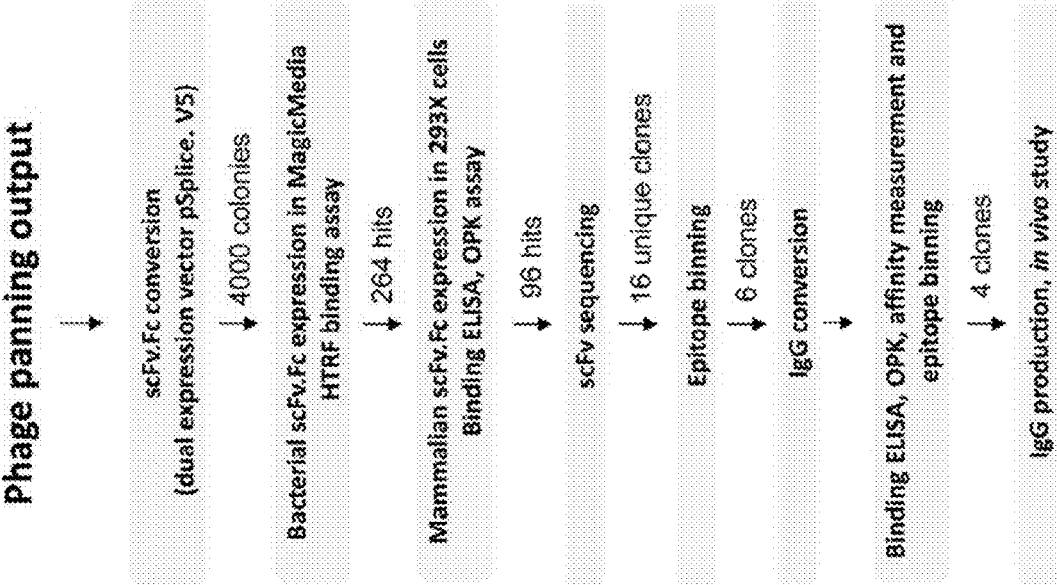 Phage panning output
scFv.Fc conversion
(dual expression vector pSplice. V5)
4000 colonies
Bacterial scFv.Fc expression in MagicMedia
HTRF binding assay
264 hits
Mammalian scFv.Fc expression in 293X cells
Binding ELISA, OPK assay
96 hits
scFv sequencing
16 unique clones
Epitope binning
6 clones
IgG conversion
Binding ELISA, OPK, affinity measurement and
epitope binning
4 clones
IgG production, in vivo study